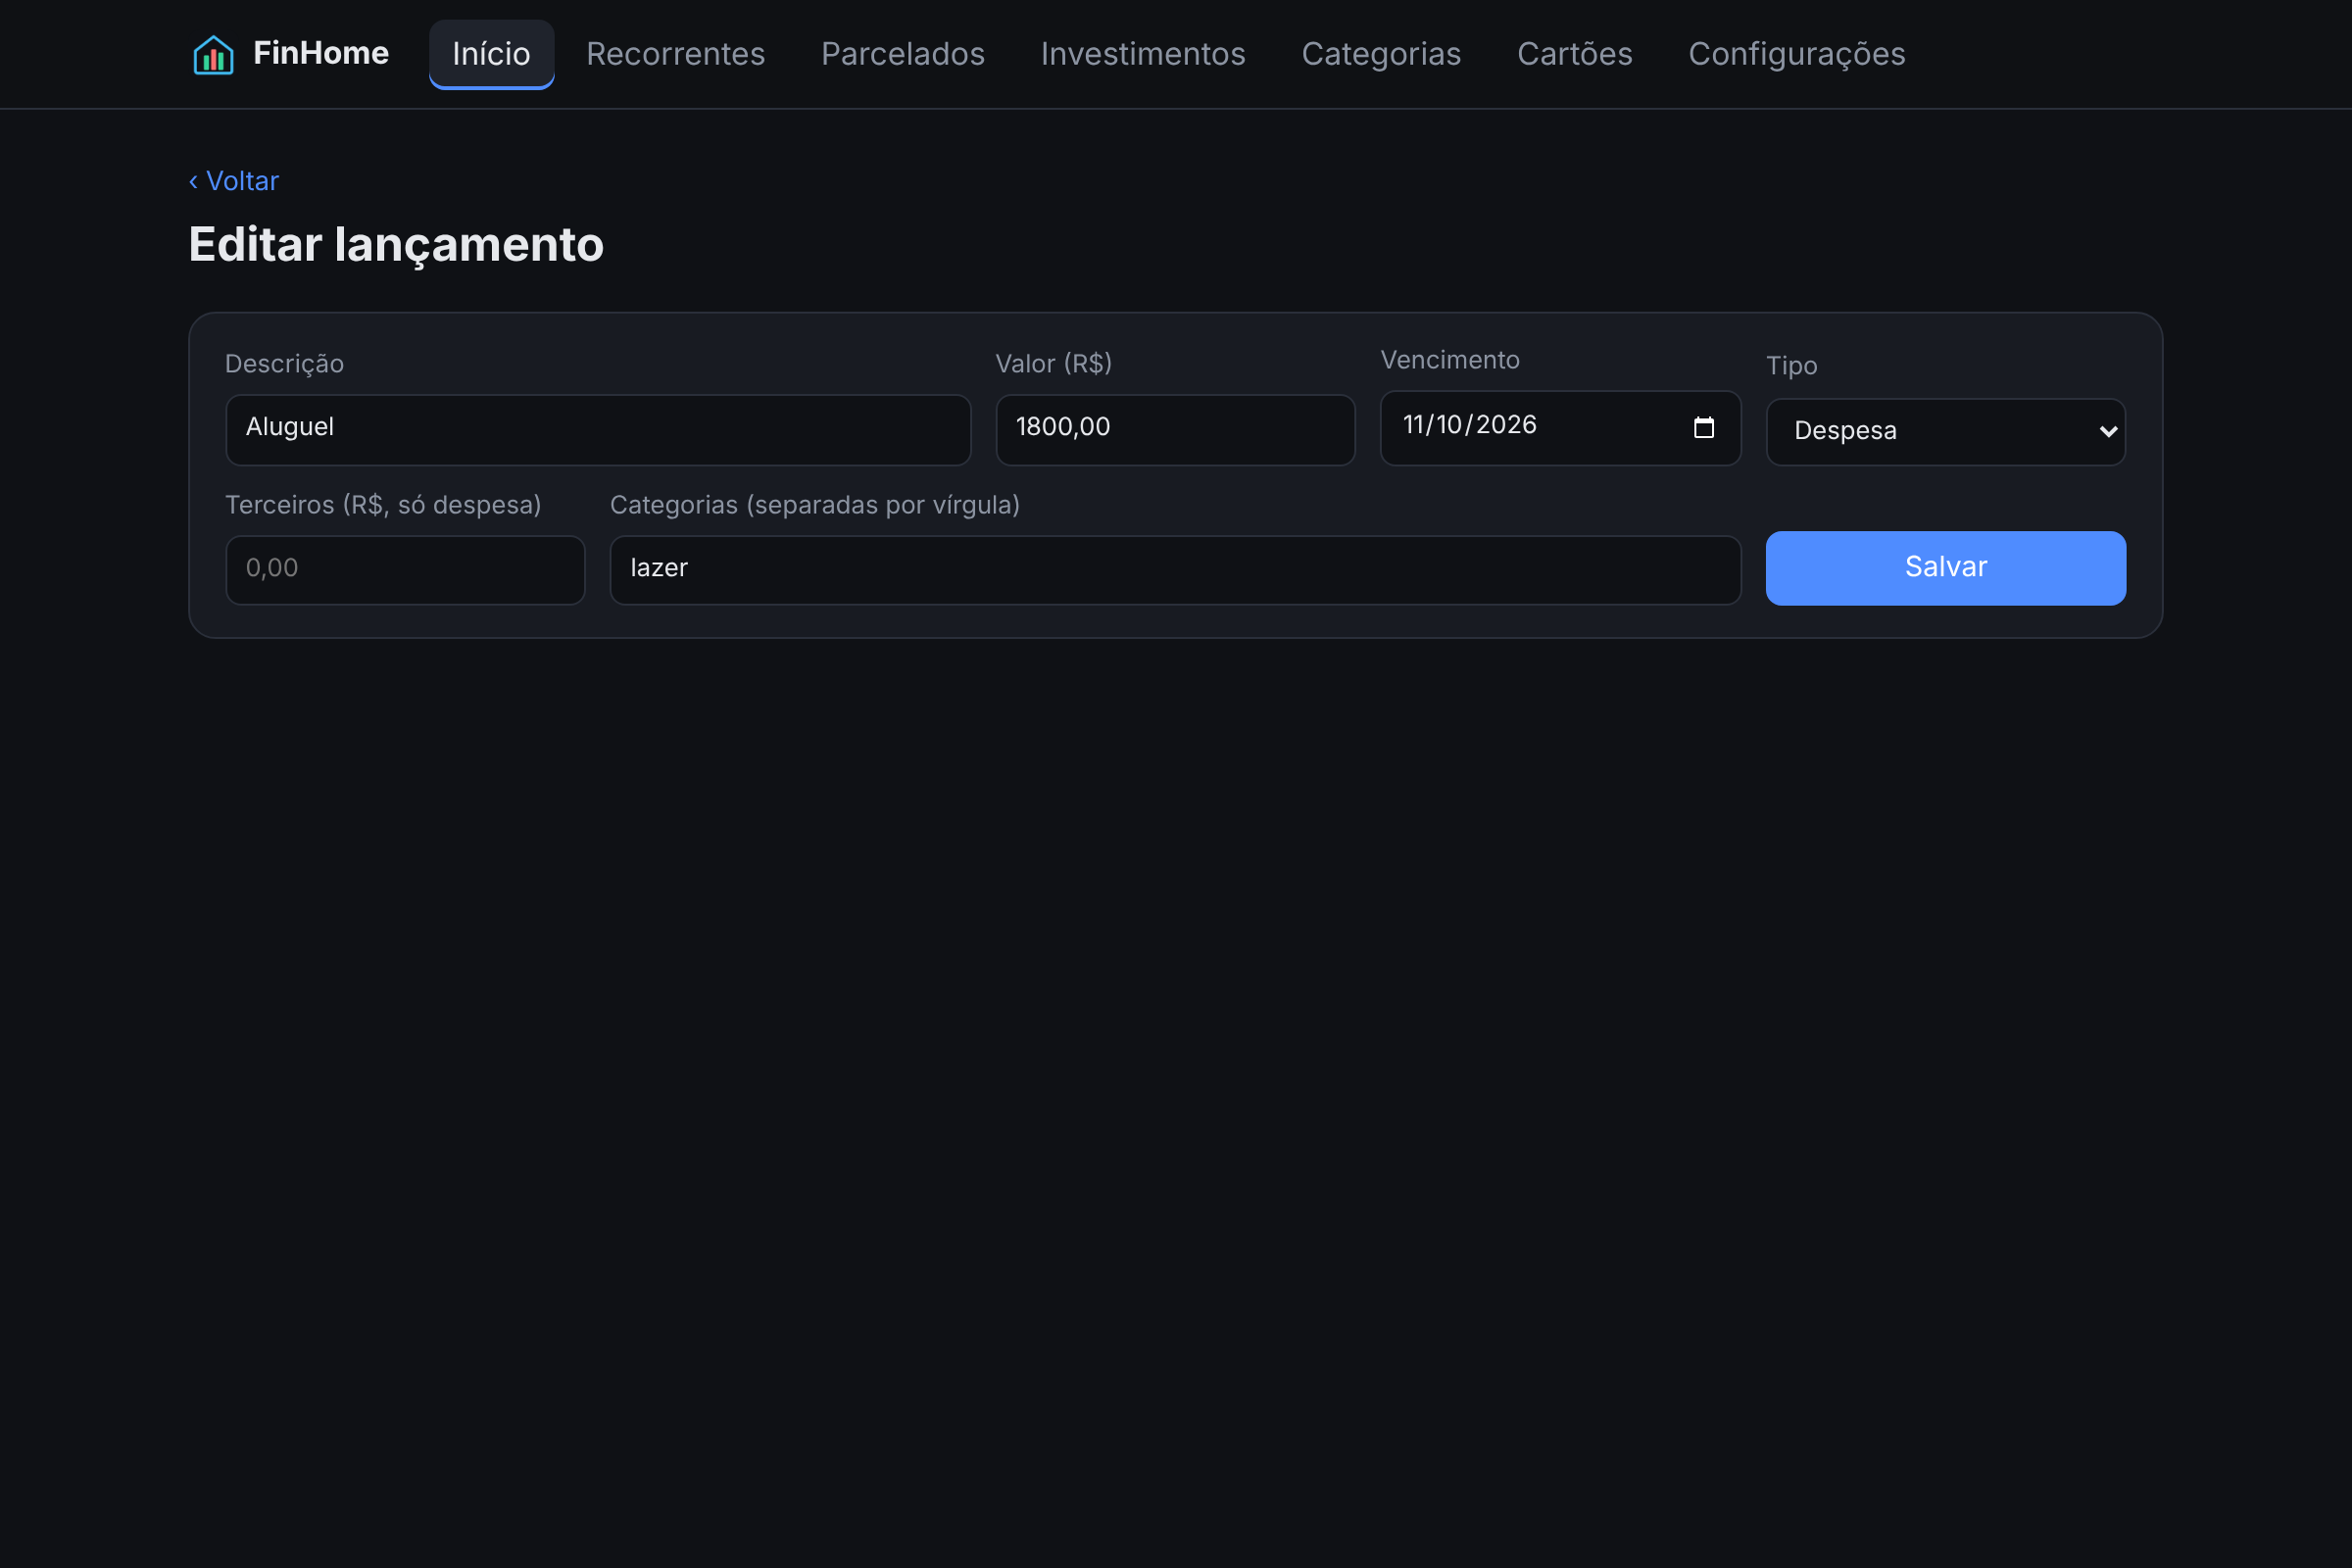 FinHome Início Recorrentes Parcelados Investimentos Categorias Cartões Configurações
‹ Voltar
Editar lançamento
Descrição Valor (R$) Vencimento Tipo
Aluguel 1800,00 11/10/2026 Despesa
Terceiros (R$, só despesa) Categorias (separadas por vírgula)
0,00 lazer Salvar